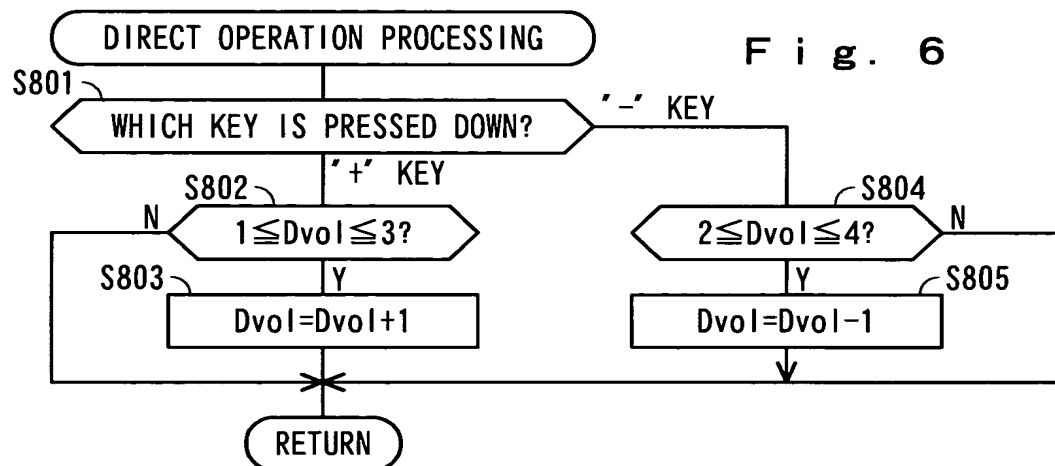 DIRECT OPERATION PROCESSING
Fig. 6
S801
WHICH KEY IS PRESSED DOWN?
'-' KEY
'+' KEY
S802
N
1≦Dvol≦3?
Y
S803
Dvol=Dvol+1
S804
2≦Dvol≦4?
N
Y
S805
Dvol=Dvol-1
RETURN